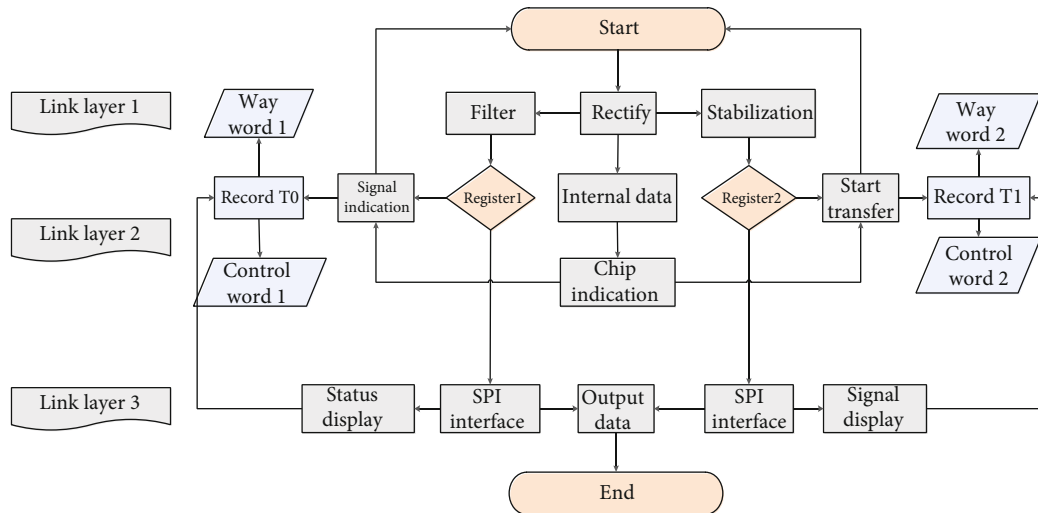 Start
Link layer 1
Way
word 1
Filter
Rectify
Stabilization
Way
word 2
Record T0
Signal
indication
Register1
Internal data
Register2
Start
transfer
Record T1
Link layer 2
Control
word 1
Chip
indication
Control
word 2
Link layer 3
Status
display
SPI
interface
Output
data
SPI
interface
Signal
display
End